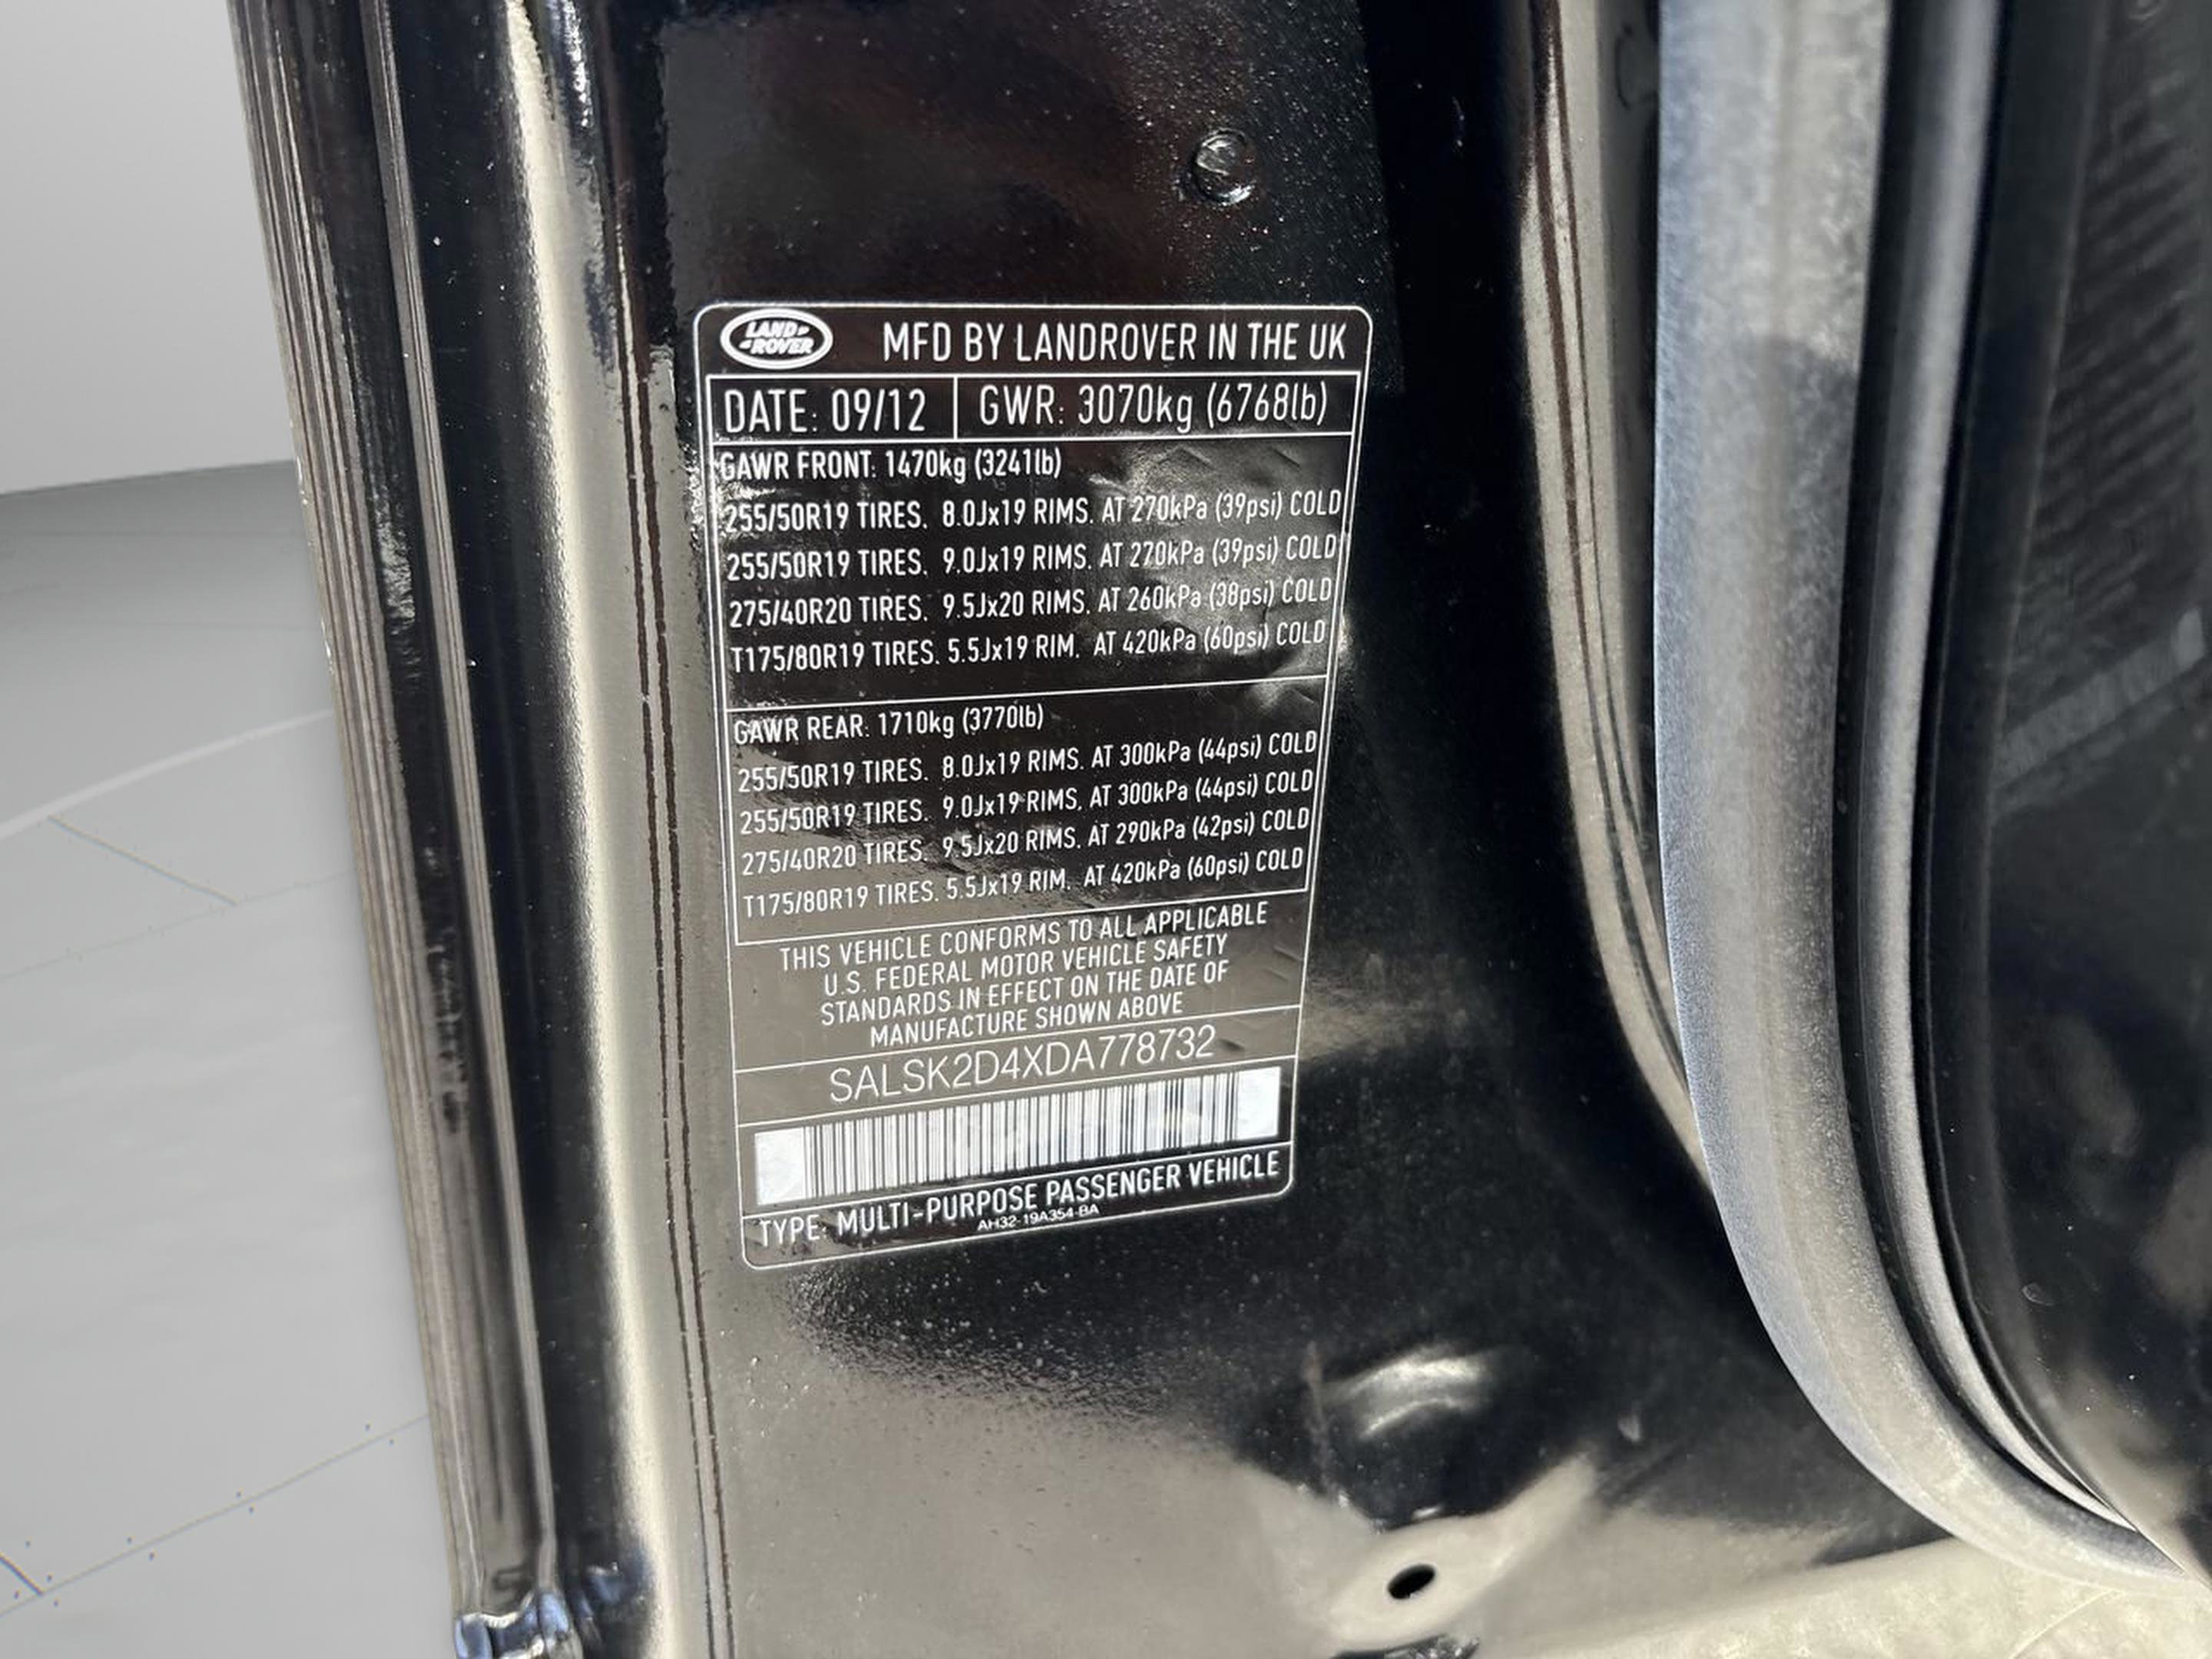 LAND ROVER
MFD BY LANDROVER IN THE UK
DATE: 09/12 GWR: 3070kg (6768lb)
GAWR FRONT: 1470kg (3241lb)
255/50R19 TIRES. 8.0Jx19 RIMS. AT 270kPa (39psi) COLD
255/50R19 TIRES. 9.0Jx19 RIMS. AT 270kPa (39psi) COLD
275/40R20 TIRES. 9.5Jx20 RIMS. AT 260kPa (38psi) COLD
T175/80R19 TIRES. 5.5Jx19 RIM. AT 420kPa (60psi) COLD
GAWR REAR: 1710kg (3770lb)
255/50R19 TIRES. 8.0Jx19 RIMS. AT 300kPa (44psi) COLD
255/50R19 TIRES. 9.0Jx19 RIMS. AT 300kPa (44psi) COLD
275/40R20 TIRES. 9.5Jx20 RIMS. AT 290kPa (42psi) COLD
T175/80R19 TIRES. 5.5Jx19 RIM. AT 420kPa (60psi) COLD
THIS VEHICLE CONFORMS TO ALL APPLICABLE
U.S. FEDERAL MOTOR VEHICLE SAFETY
STANDARDS IN EFFECT ON THE DATE OF
MANUFACTURE SHOWN ABOVE
SALSK2D4XDA778732
TYPE: MULTI-PURPOSE PASSENGER VEHICLE
AH32-19A354-BA